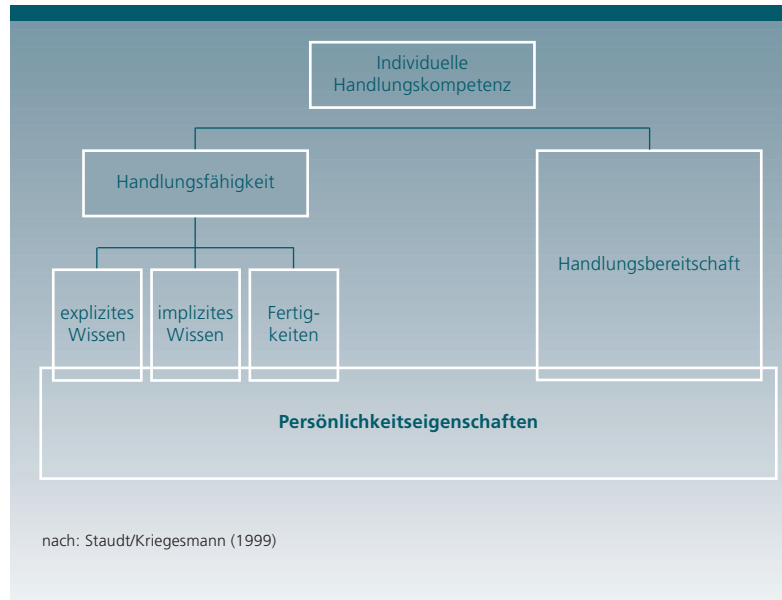 Individuelle
Handlungskompetenz
Handlungsfähigkeit
Handlungsbereitschaft
explizites
Wissen
implizites
Wissen
Fertig-
keiten
Persönlichkeitseigenschaften
nach: Staudt/Kriegesmann (1999)